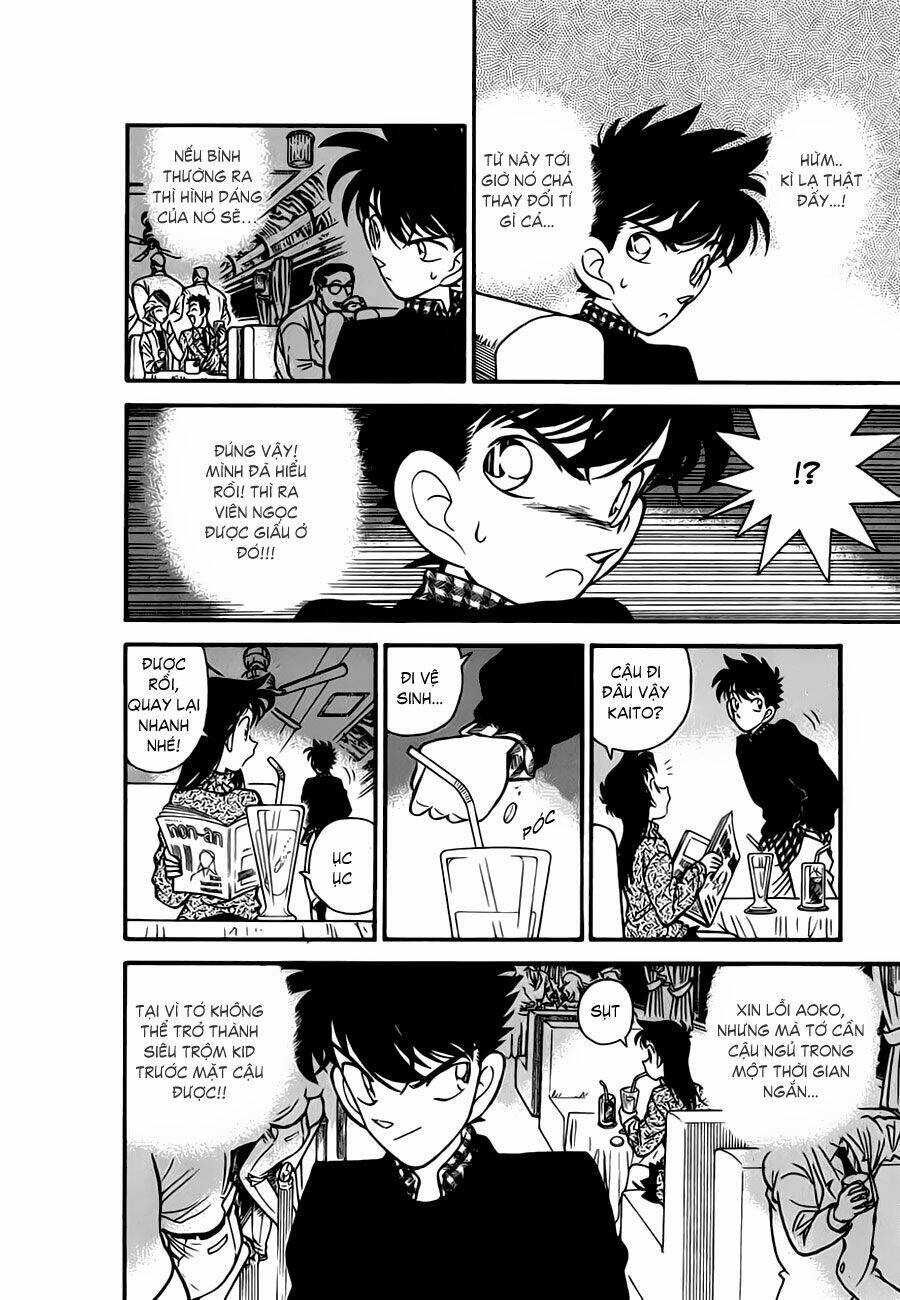 HỪM..
KÌ LẠ THẬT
ĐẤY...!
TỪ NÃY TỚI
GIỜ NÓ CHẢ
THAY ĐỔI TÍ
GÌ CẢ...
NẾU BÌNH
THƯỜNG RA
THÌ HÌNH DÁNG
CỦA NÓ SẼ...
!?
ĐÚNG VẬY!
MÌNH ĐÃ HIỂU
RỒI! THÌ RA
VIÊN NGỌC
ĐƯỢC GIẤU Ở
ĐÓ!!!
CẬU ĐI
ĐÂU VẬY
KAITO?
ĐI VỆ
SINH...
PÓC
ĐƯỢC
RỒI,
QUAY LẠI
NHANH
NHÉ!
non-an
ỤC
ỤC
XIN LỖI AOKO,
NHƯNG MÀ TỚ CẦN
CẬU NGỦ TRONG
MỘT THỜI GIAN
NGẮN...
SỤT
TẠI VÌ TỚ KHÔNG
THỂ TRỞ THÀNH
SIÊU TRỘM KID
TRƯỚC MẶT CẬU
ĐƯỢC!!